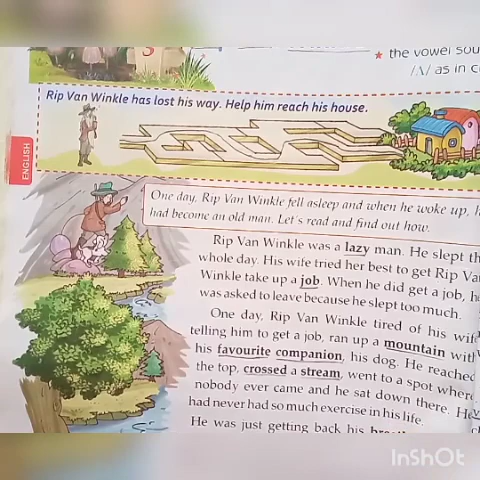 ★ the vowel sou
/Λ/ as in c
Rip Van Winkle has lost his way. Help him reach his house.
ENGLISH
One day, Rip Van Winkle fell asleep and when he woke up, h
had become an old man. Let's read and find out how.
Rip Van Winkle was a lazy man. He slept th
whole day. His wife tried her best to get Rip Va
Winkle take up a job. When he did get a job, h
was asked to leave because he slept too much.
One day, Rip Van Winkle tired of his wif
telling him to get a job, ran up a mountain with
his favourite companion, his dog. He reached
the top, crossed a stream, went to a spot where
nobody ever came and he sat down there. He
had never had so much exercise in his life.
He was just getting back his
InShOt